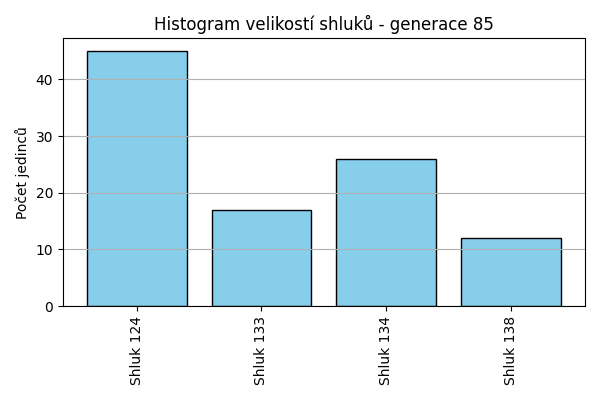 Histogram velikostí shluků - generace 85
Počet jedinců
40
30
20
10
0
Shluk 124
Shluk 133
Shluk 134
Shluk 138